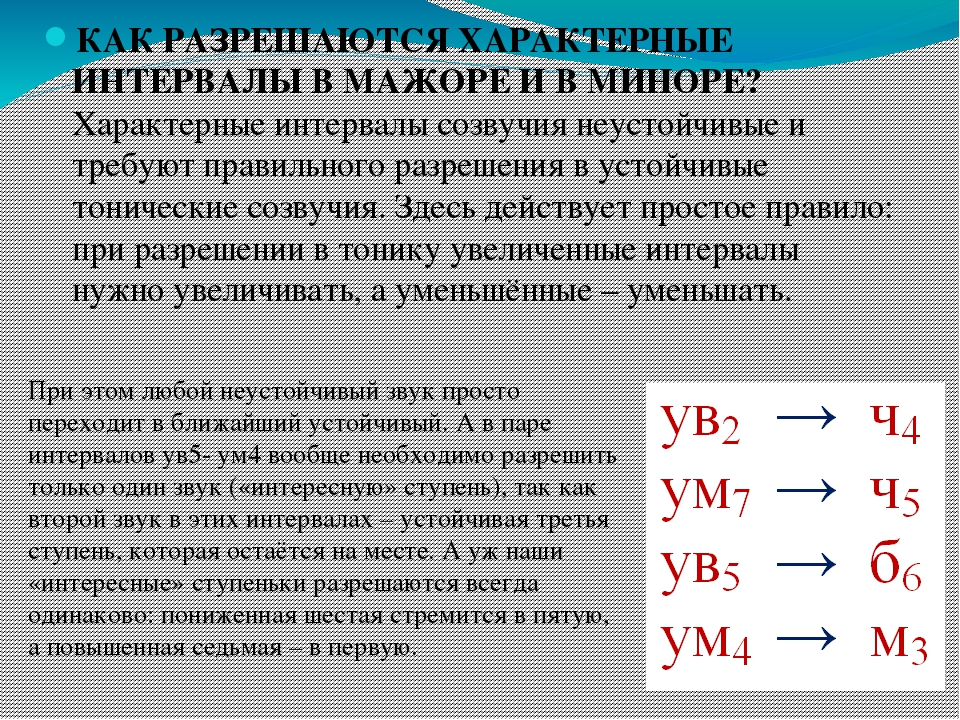 КАК РАЗРЕШАЮТСЯ ХАРАКТЕРНЫЕ
ИНТЕРВАЛЫ В МАЖОРЕ И В МИНОРЕ?
Характерные интервалы созвучия неустойчивые и
требуют правильного разрешения в устойчивые
тонические созвучия. Здесь действует простое правило:
при разрешении в тонику увеличенные интервалы
нужно увеличивать, а уменьшённые – уменьшать.
При этом любой неустойчивый звук просто
переходит в ближайший устойчивый. А в паре
интервалов ув5- ум4 вообще необходимо разрешить
только один звук («интересную» ступень), так как
второй звук в этих интервалах – устойчивая третья
ступень, которая остаётся на месте. А уж наши
«интересные» ступеньки разрешаются всегда
одинаково: пониженная шестая стремится в пятую,
а повышенная седьмая – в первую.
ув2 → ч4
ум7 → ч5
ув5 → б6
ум4 → м3